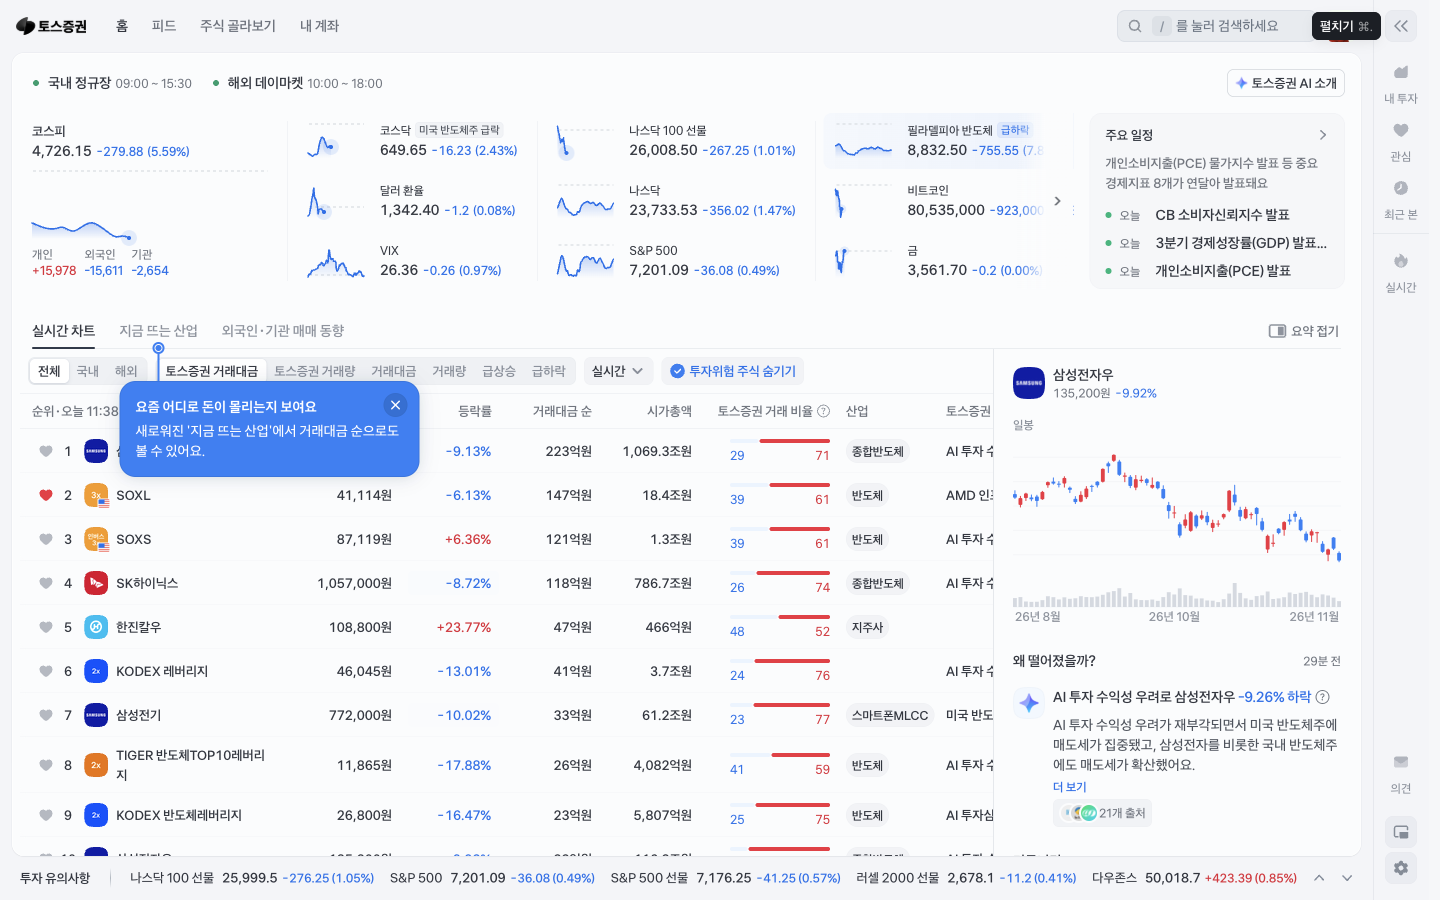 토스증권
홈
피드
주식 골라보기
내 계좌
/ 를 눌러 검색하세요
펼치기 ⌘.
국내 정규장 09:00 ~ 15:30
해외 데이마켓 10:00 ~ 18:00
토스증권 AI 소개
코스피
4,726.15 -279.88 (5.59%)
개인 외국인 기관
+15,978 -15,611 -2,654
코스닥 미국 반도체주 급락
649.65 -16.23 (2.43%)
달러 환율
1,342.40 -1.2 (0.08%)
VIX
26.36 -0.26 (0.97%)
나스닥 100 선물
26,008.50 -267.25 (1.01%)
나스닥
23,733.53 -356.02 (1.47%)
S&P 500
7,201.09 -36.08 (0.49%)
필라델피아 반도체 급하락
8,832.50 -755.55 (7.8
비트코인
80,535,000 -923,000
금
3,561.70 -0.2 (0.00%)
주요 일정
개인소비지출(PCE) 물가지수 발표 등 중요
경제지표 8개가 연달아 발표돼요
오늘 CB 소비자신뢰지수 발표
오늘 3분기 경제성장률(GDP) 발표...
오늘 개인소비지출(PCE) 발표
내 투자
관심
최근 본
실시간
의견
실시간 차트
지금 뜨는 산업
외국인·기관 매매 동향
요약 접기
전체 국내 해외
토스증권 거래대금 토스증권 거래량 거래대금 거래량 급상승 급하락
실시간
투자위험 주식 숨기기
요즘 어디로 돈이 몰리는지 보여요
새로워진 '지금 뜨는 산업'에서 거래대금 순으로도
볼 수 있어요.
순위·오늘 11:38 등락률 거래대금 순 시가총액 토스증권 거래 비율 산업 토스증권
1 -9.13% 223억원 1,069.3조원 29 71 종합반도체 AI 투자 수
2 SOXL 41,114원 -6.13% 147억원 18.4조원 39 61 반도체 AMD 인
3 SOXS 87,119원 +6.36% 121억원 1.3조원 39 61 반도체 AI 투자 수
4 SK하이닉스 1,057,000원 -8.72% 118억원 786.7조원 26 74 종합반도체 AI 투자 수
5 한진칼우 108,800원 +23.77% 47억원 466억원 48 52 지주사
6 KODEX 레버리지 46,045원 -13.01% 41억원 3.7조원 24 76 AI 투자 수
7 삼성전기 772,000원 -10.02% 33억원 61.2조원 23 77 스마트폰MLCC 미국 반도
8 TIGER 반도체TOP10레버리
지 11,865원 -17.88% 26억원 4,082억원 41 59 반도체 AI 투자 수
9 KODEX 반도체레버리지 26,800원 -16.47% 23억원 5,807억원 25 75 반도체 AI 투자심
SAMSUNG
삼성전자우
135,200원 -9.92%
일봉
26년 8월 26년 10월 26년 11월
왜 떨어졌을까?
29분 전
AI 투자 수익성 우려로 삼성전자우 -9.26% 하락
AI 투자 수익성 우려가 재부각되면서 미국 반도체주에
매도세가 집중됐고, 삼성전자를 비롯한 국내 반도체주
에도 매도세가 확산했어요.
더 보기
21개 출처
투자 유의사항
나스닥 100 선물 25,999.5 -276.25 (1.05%)
S&P 500 7,201.09 -36.08 (0.49%)
S&P 500 선물 7,176.25 -41.25 (0.57%)
러셀 2000 선물 2,678.1 -11.2 (0.41%)
다우존스 50,018.7 +423.39 (0.85%)